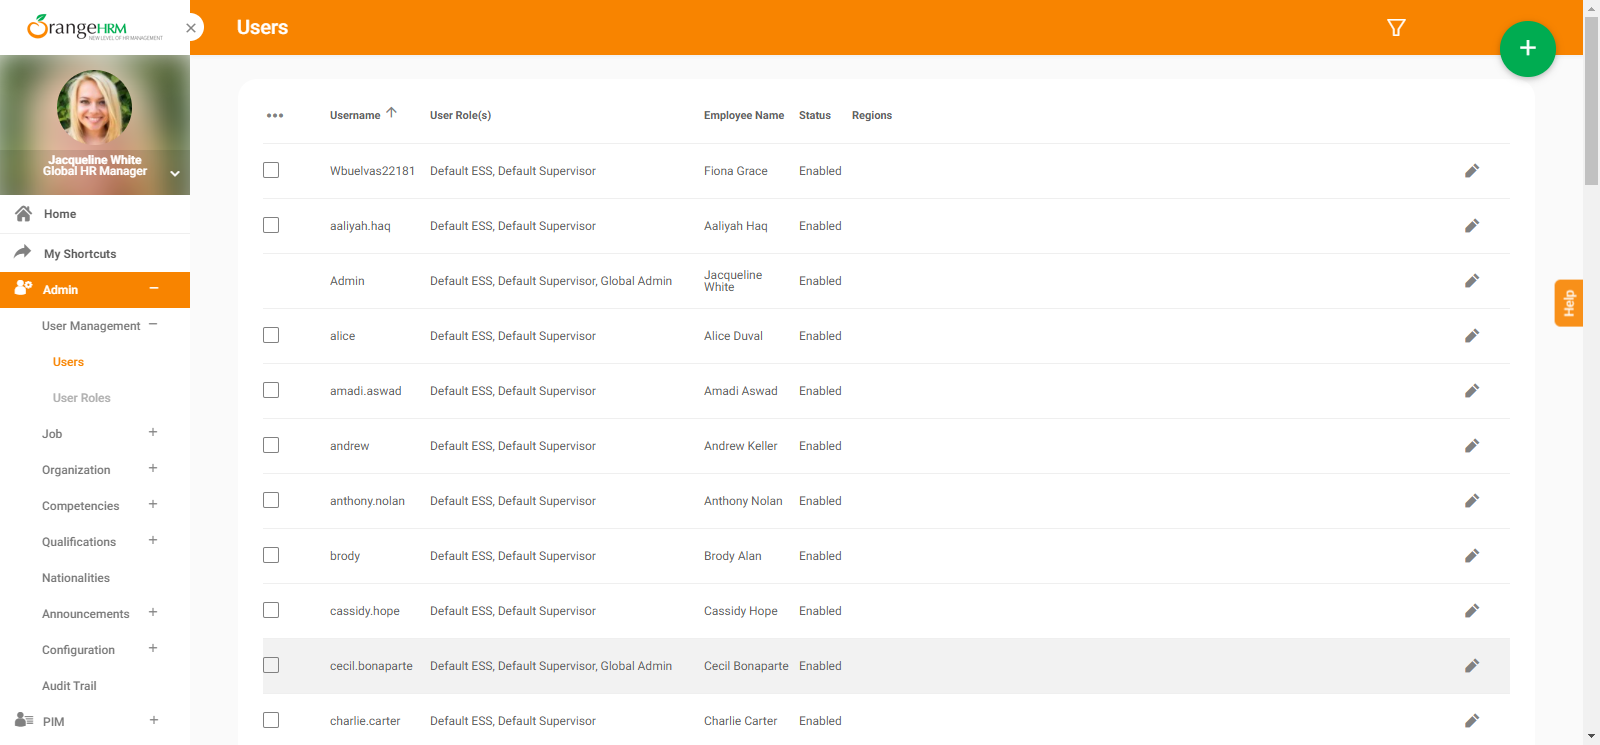 OrangeHRM
NEW LEVEL OF HR MANAGEMENT
Users
Jacqueline White
Global HR Manager
Home
My Shortcuts
Admin
User Management
Users
User Roles
Job
Organization
Competencies
Qualifications
Nationalities
Announcements
Configuration
Audit Trail
PIM
Username User Role(s) Employee Name Status Regions
Wbuelvas22181 Default ESS, Default Supervisor Fiona Grace Enabled
aaliyah.haq Default ESS, Default Supervisor Aaliyah Haq Enabled
Admin Default ESS, Default Supervisor, Global Admin Jacqueline White Enabled
alice Default ESS, Default Supervisor Alice Duval Enabled
amadi.aswad Default ESS, Default Supervisor Amadi Aswad Enabled
andrew Default ESS, Default Supervisor Andrew Keller Enabled
anthony.nolan Default ESS, Default Supervisor Anthony Nolan Enabled
brody Default ESS, Default Supervisor Brody Alan Enabled
cassidy.hope Default ESS, Default Supervisor Cassidy Hope Enabled
cecil.bonaparte Default ESS, Default Supervisor, Global Admin Cecil Bonaparte Enabled
charlie.carter Default ESS, Default Supervisor Charlie Carter Enabled
Help